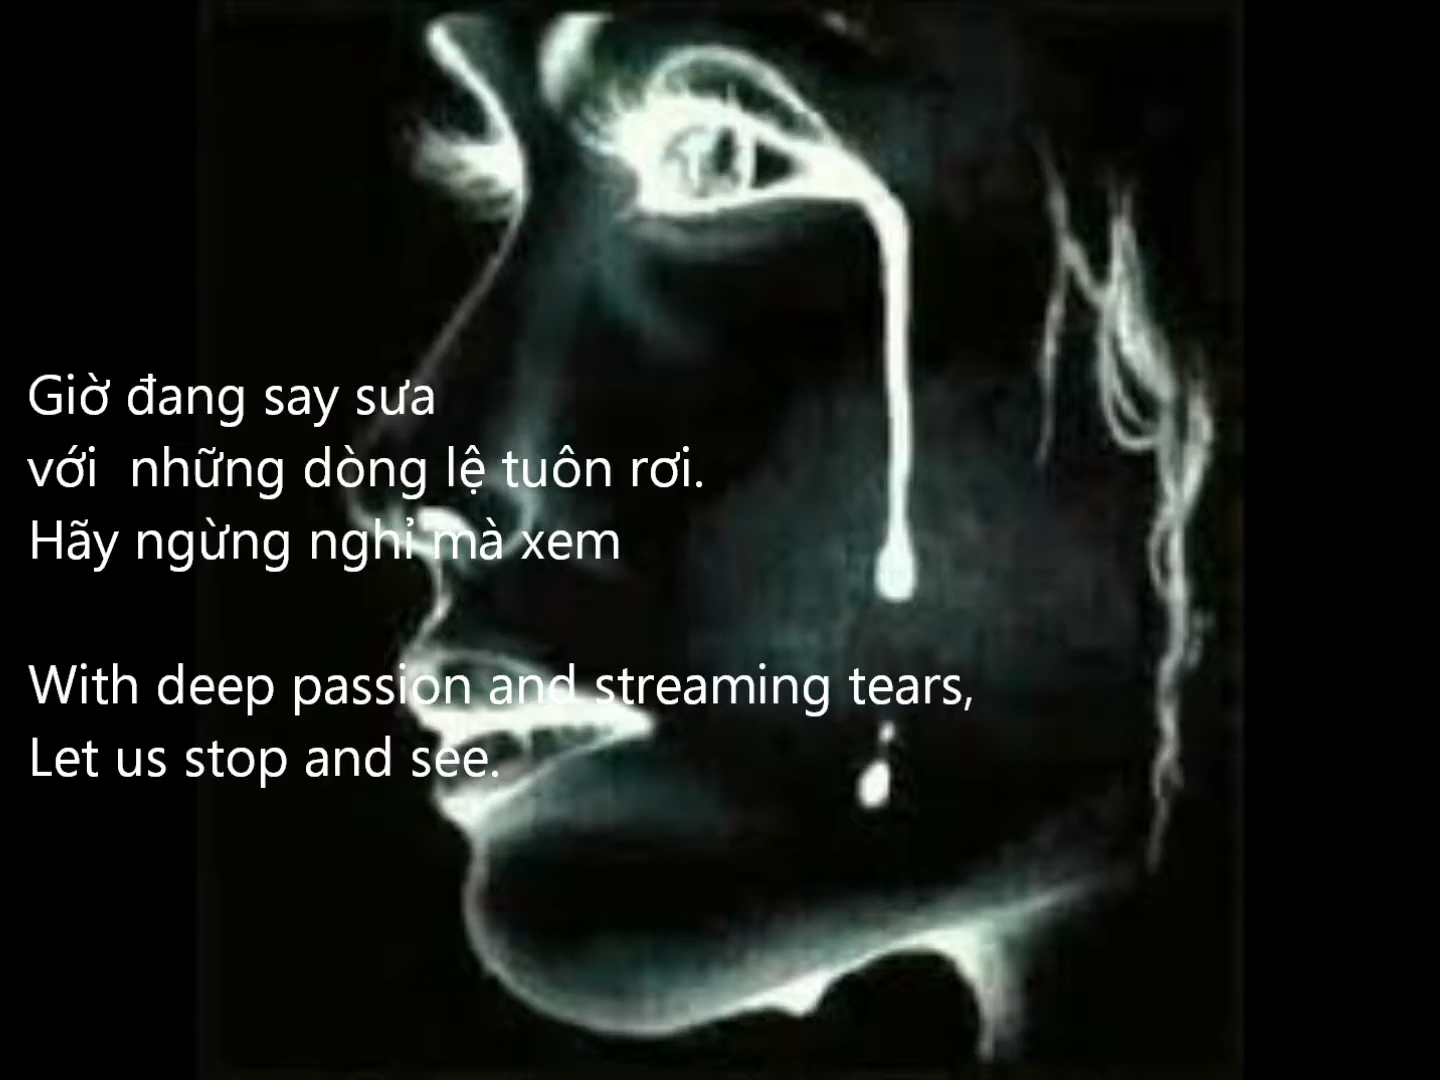 Giờ đang say sưa
với những dòng lệ tuôn rơi.
Hãy ngừng nghỉ mà xem
With deep passion and streaming tears,
Let us stop and see.